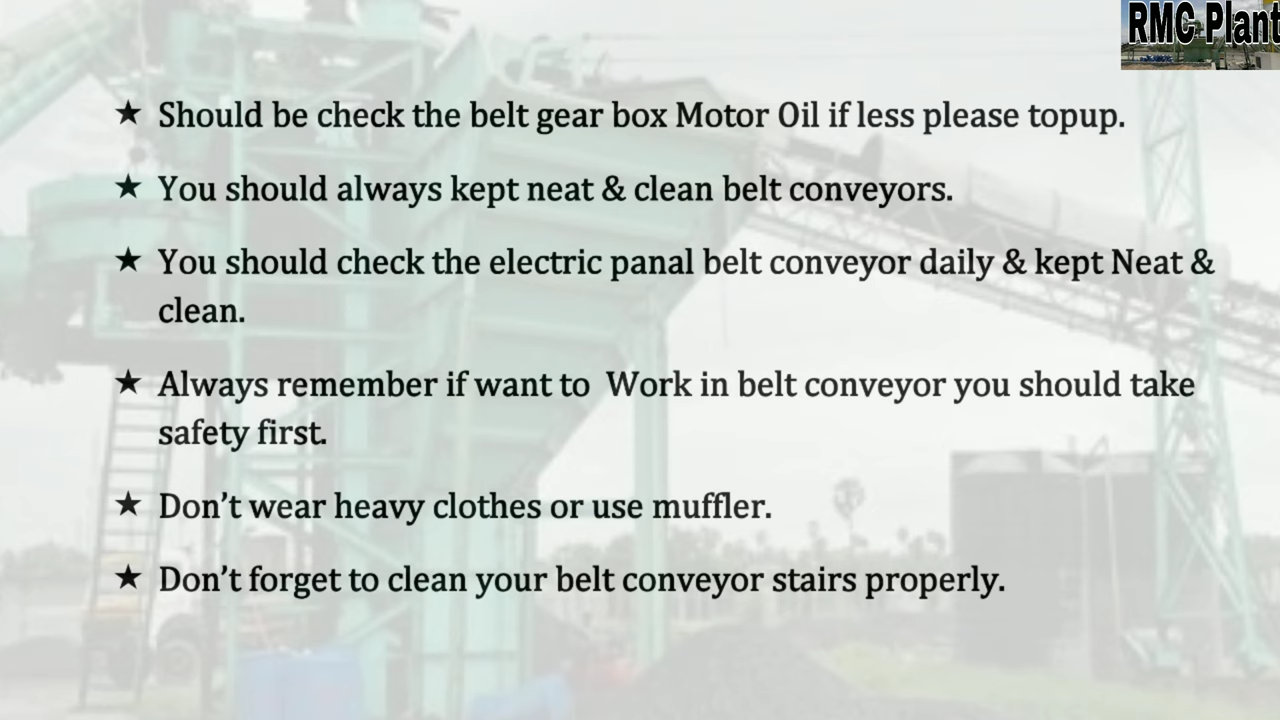 RMC Plant
★ Should be check the belt gear box Motor Oil if less please topup.
★ You should always kept neat & clean belt conveyors.
★ You should check the electric panal belt conveyor daily & kept Neat &
clean.
★ Always remember if want to  Work in belt conveyor you should take
safety first.
★ Don’t wear heavy clothes or use muffler.
★ Don’t forget to clean your belt conveyor stairs properly.